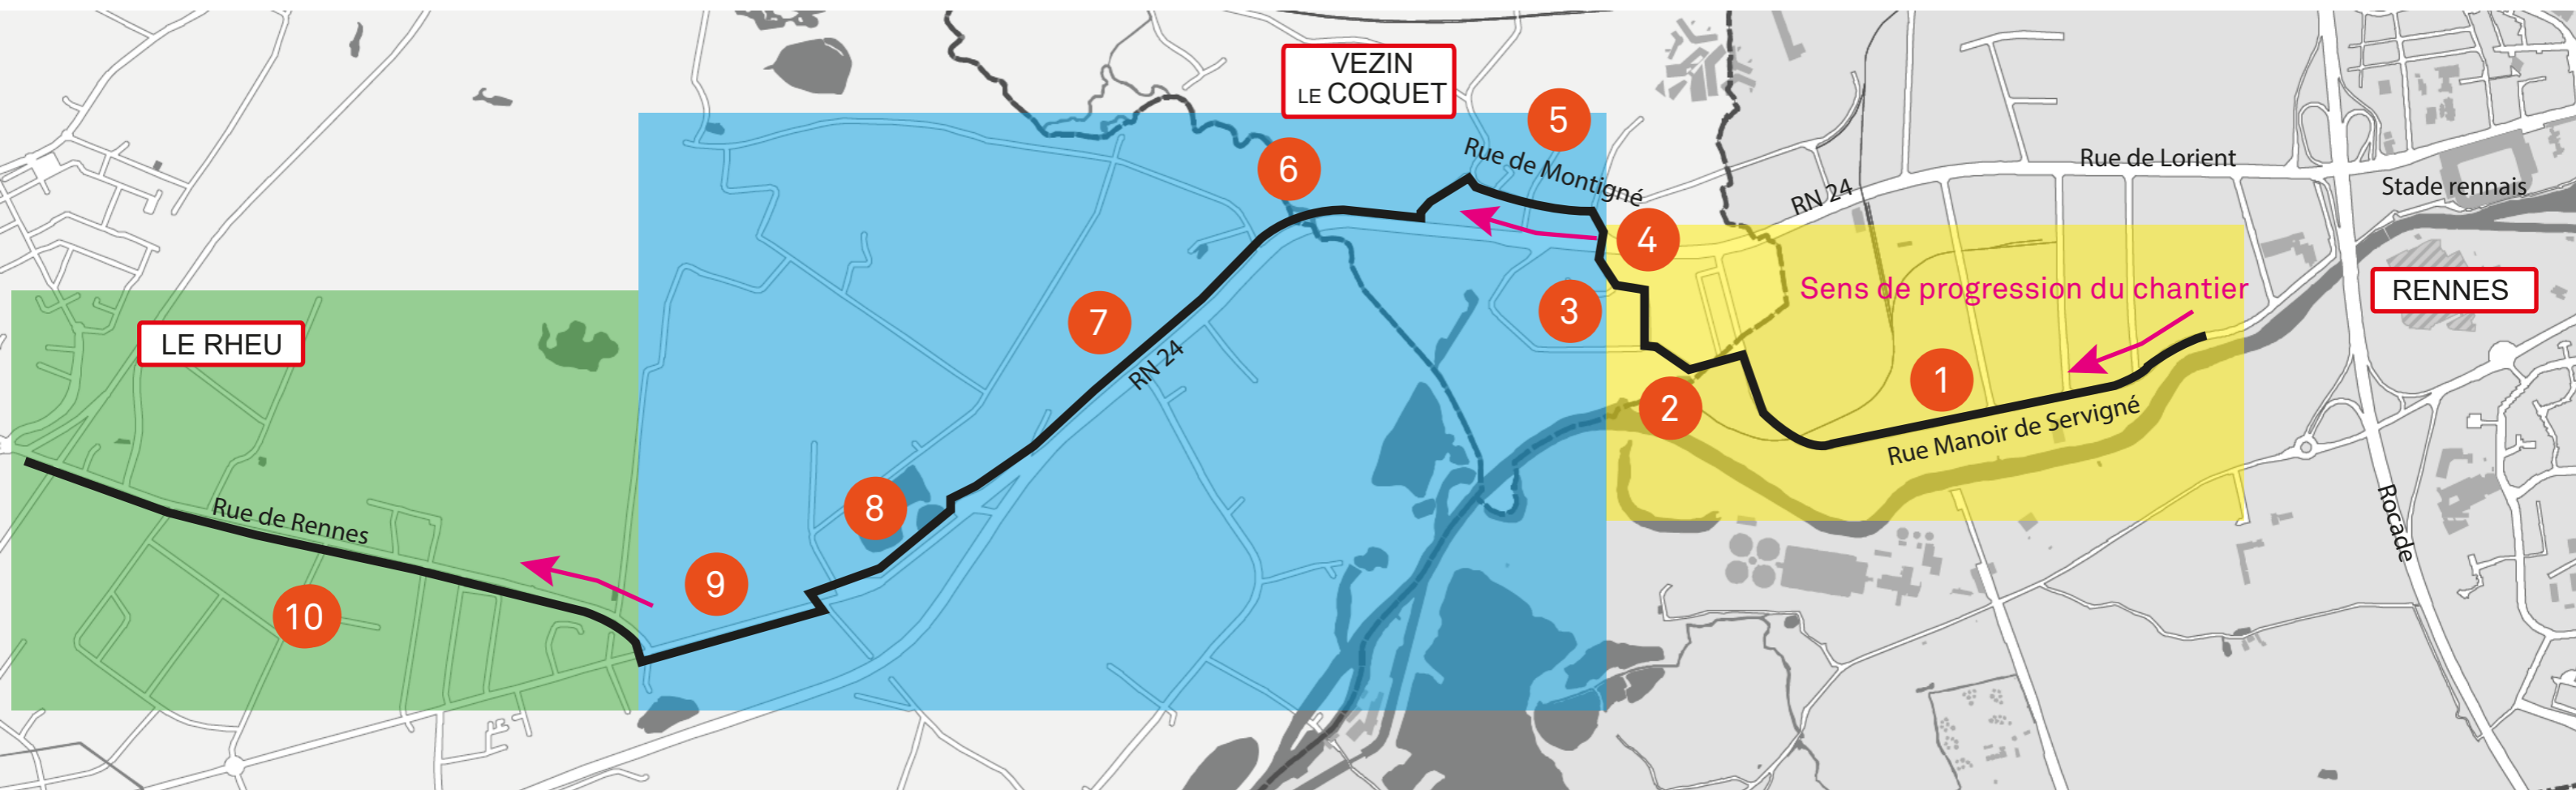 VEZIN
LE COQUET
5
Rue de Montigné
6
Rue de Lorient
Stade rennais
RN 24
4
Sens de progression du chantier
RENNES
3
7
LE RHEU
RN 24
1
2
Rue Manoir de Servigné
8
Rue de Rennes
Rocade
9
10